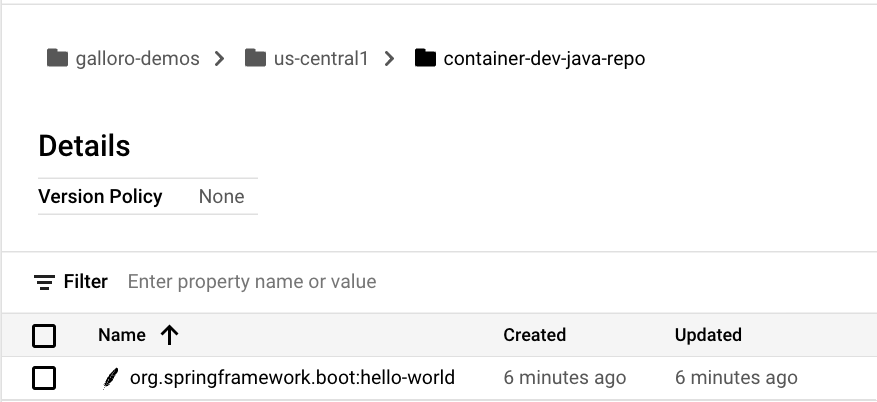 galloro-demos us-central1 container-dev-java-repo
Details
Version Policy None
Filter Enter property name or value
Name Created Updated
org.springframework.boot:hello-world 6 minutes ago 6 minutes ago